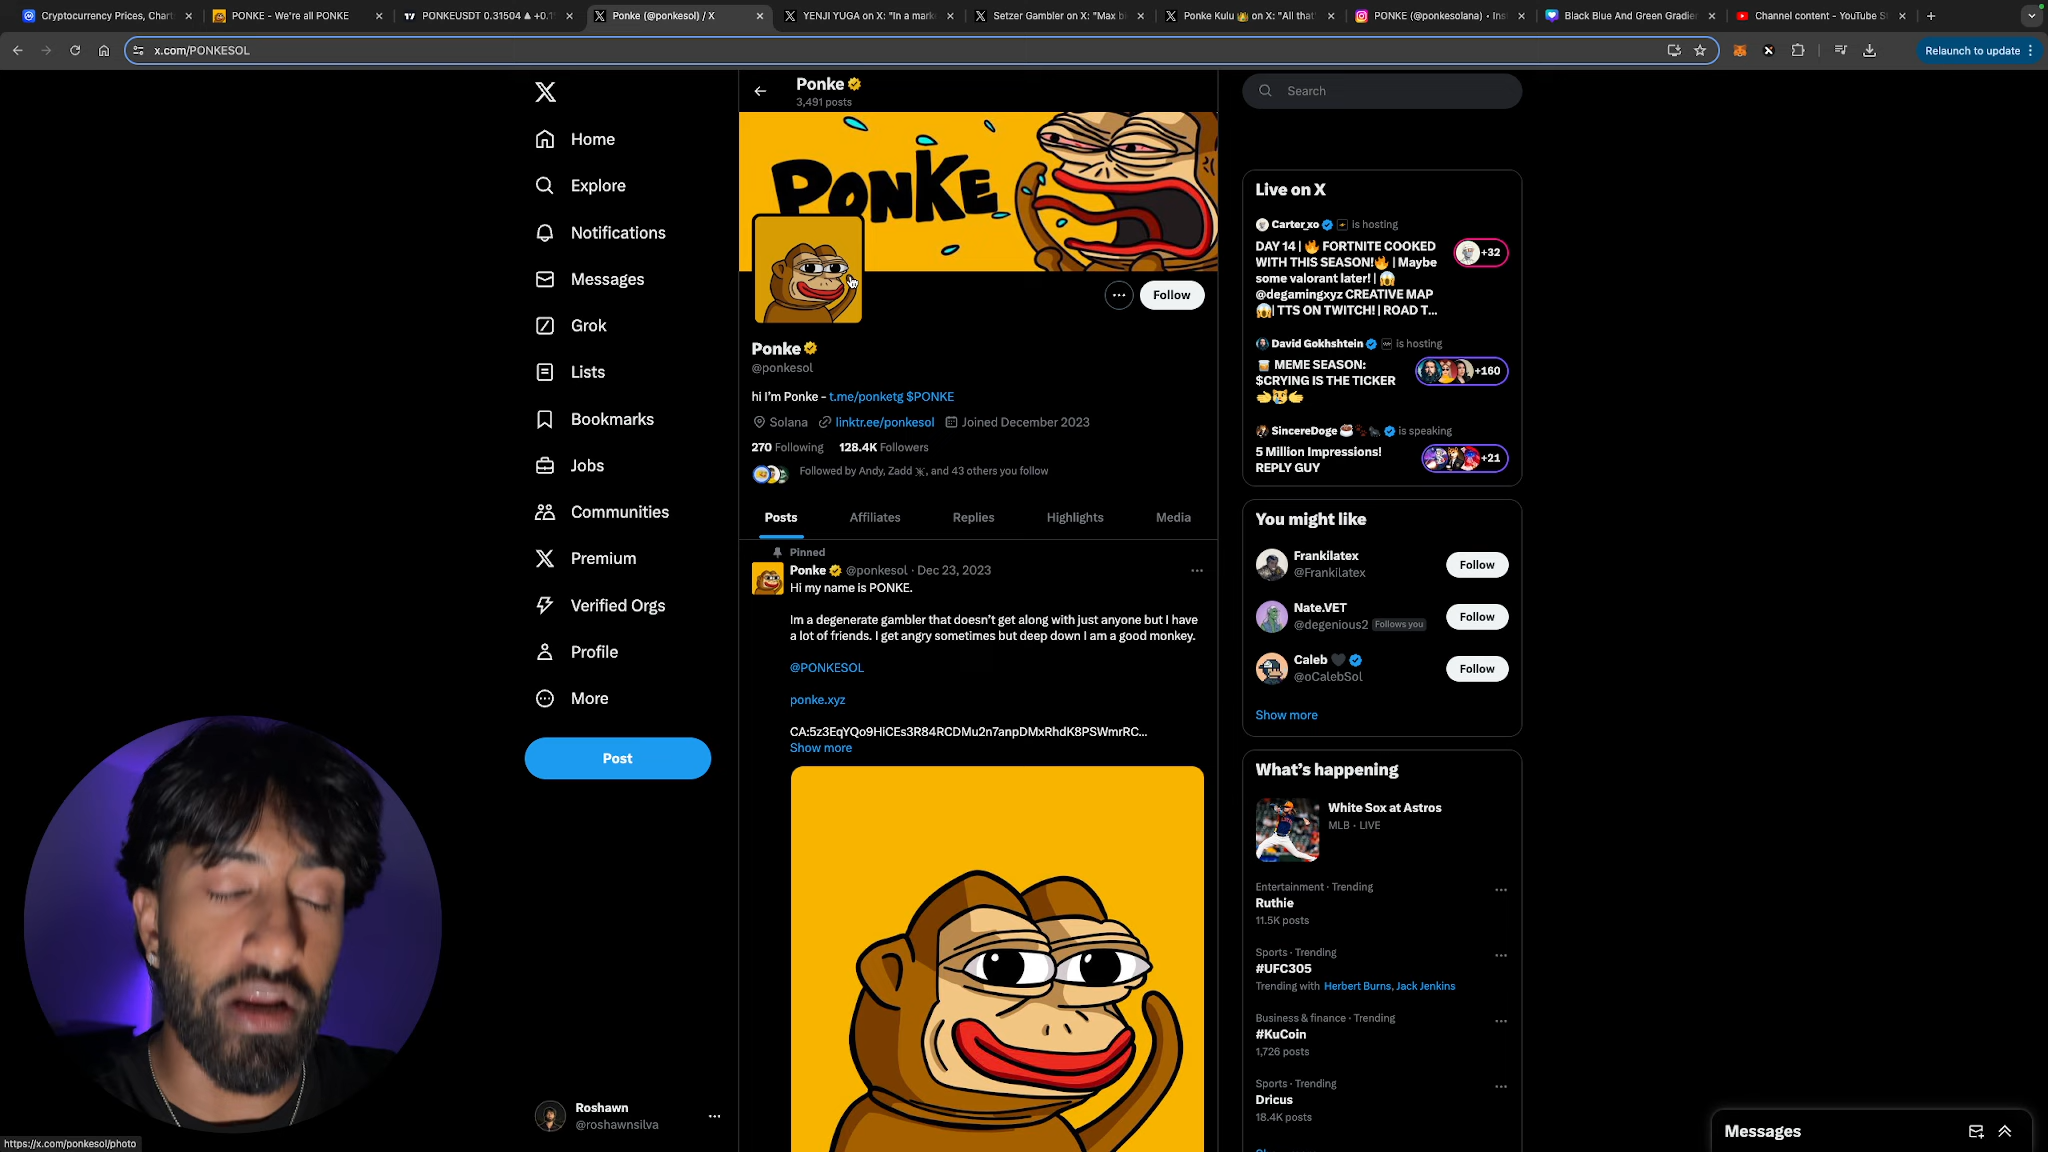 Cryptocurrency Prices, Chart
PONKE - We're all PONKE
PONKEUSDT 0.31504 ▲ +0.1
Ponke (@ponkesol) / X
YENJI YUGA on X: "In a mark
Setzer Gambler on X: "Max b
Ponke Kulu 👑 on X: "All that'
PONKE (@ponkesolana) • Ins
Black Blue And Green Gradier
Channel content - YouTube S
x.com/PONKESOL
Relaunch to update
Home
Explore
Notifications
Messages
Grok
Lists
Bookmarks
Jobs
Communities
Premium
Verified Orgs
Profile
More
Post
Roshawn
@roshawnsilva
https://x.com/ponkesol/photo
Ponke
3,491 posts
PONKE
Follow
Ponke
@ponkesol
hi I'm Ponke - t.me/ponketg $PONKE
Solana linktr.ee/ponkesol Joined December 2023
270 Following 128.4K Followers
Followed by Andy, Zadd, and 43 others you follow
Posts Affiliates Replies Highlights Media
Pinned
Ponke @ponkesol · Dec 23, 2023
Hi my name is PONKE.
Im a degenerate gambler that doesn't get along with just anyone but I have
a lot of friends. I get angry sometimes but deep down I am a good monkey.
@PONKESOL
ponke.xyz
CA:5z3EqYQo9HiCEs3R84RCDMu2n7anpDMxRhdK8PSWmrRC...
Show more
Search
Live on X
Carter_xo is hosting
DAY 14 | 🔥 FORTNITE COOKED
WITH THIS SEASON!🔥 | Maybe
some valorant later! | 😱
@degamingxyz CREATIVE MAP
😱| TTS ON TWITCH! | ROAD T...
+32
David Gokhshtein is hosting
🍺 MEME SEASON:
$CRYING IS THE TICKER
🫲😿🫱
+160
SincereDoge is speaking
5 Million Impressions!
REPLY GUY
+21
You might like
Frankilatex
@Frankilatex
Follow
Nate.VET
@degenious2 Follows you
Follow
Caleb 🖤
@oCalebSol
Follow
Show more
What's happening
White Sox at Astros
MLB · LIVE
Entertainment · Trending
Ruthie
11.5K posts
Sports · Trending
#UFC305
Trending with Herbert Burns, Jack Jenkins
Business & finance · Trending
#KuCoin
1,726 posts
Sports · Trending
Dricus
18.4K posts
Messages